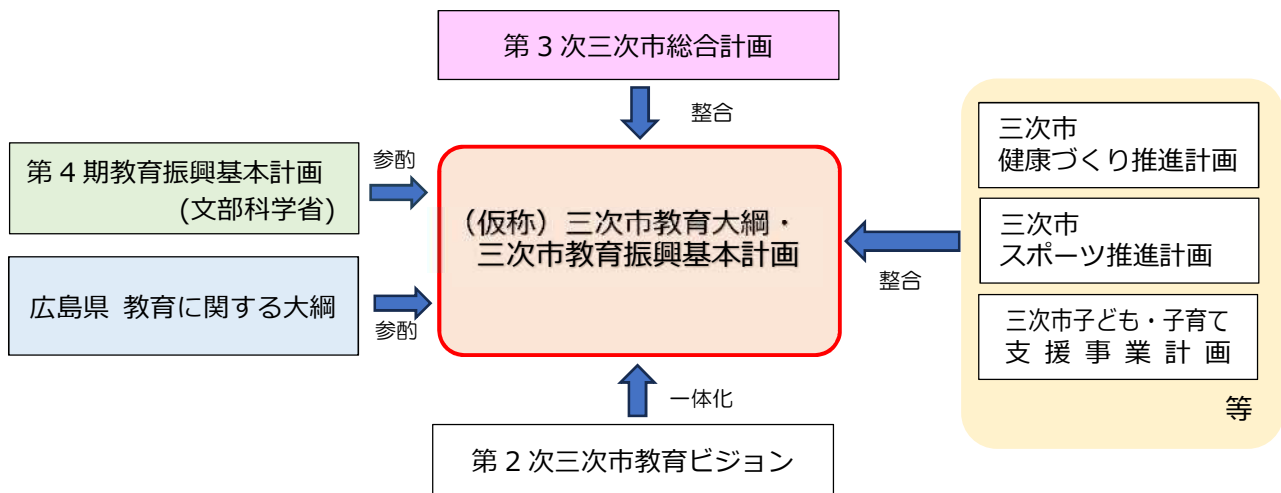 第3次三次市総合計画
整合
第4期教育振興基本計画
(文部科学省)
参酌
広島県 教育に関する大綱
参酌
（仮称）三次市教育大綱・
三次市教育振興基本計画
整合
三次市
健康づくり推進計画
三次市
スポーツ推進計画
三次市子ども・子育て
支援事業計画
等
一体化
第2次三次市教育ビジョン